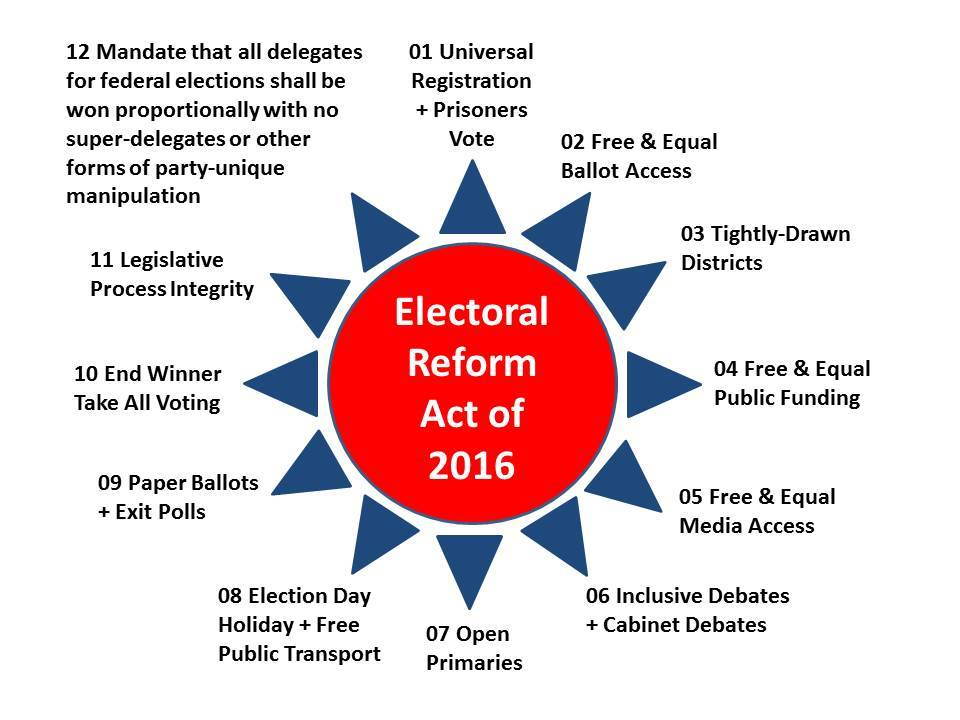 12 Mandate that all delegates
for federal elections shall be
won proportionally with no
super-delegates or other
forms of party-unique
manipulation
01 Universal
Registration
+ Prisoners
Vote
02 Free & Equal
Ballot Access
03 Tightly-Drawn
Districts
04 Free & Equal
Public Funding
05 Free & Equal
Media Access
06 Inclusive Debates
+ Cabinet Debates
07 Open
Primaries
08 Election Day
Holiday + Free
Public Transport
09 Paper Ballots
+ Exit Polls
10 End Winner
Take All Voting
11 Legislative
Process Integrity
Electoral
Reform
Act of
2016